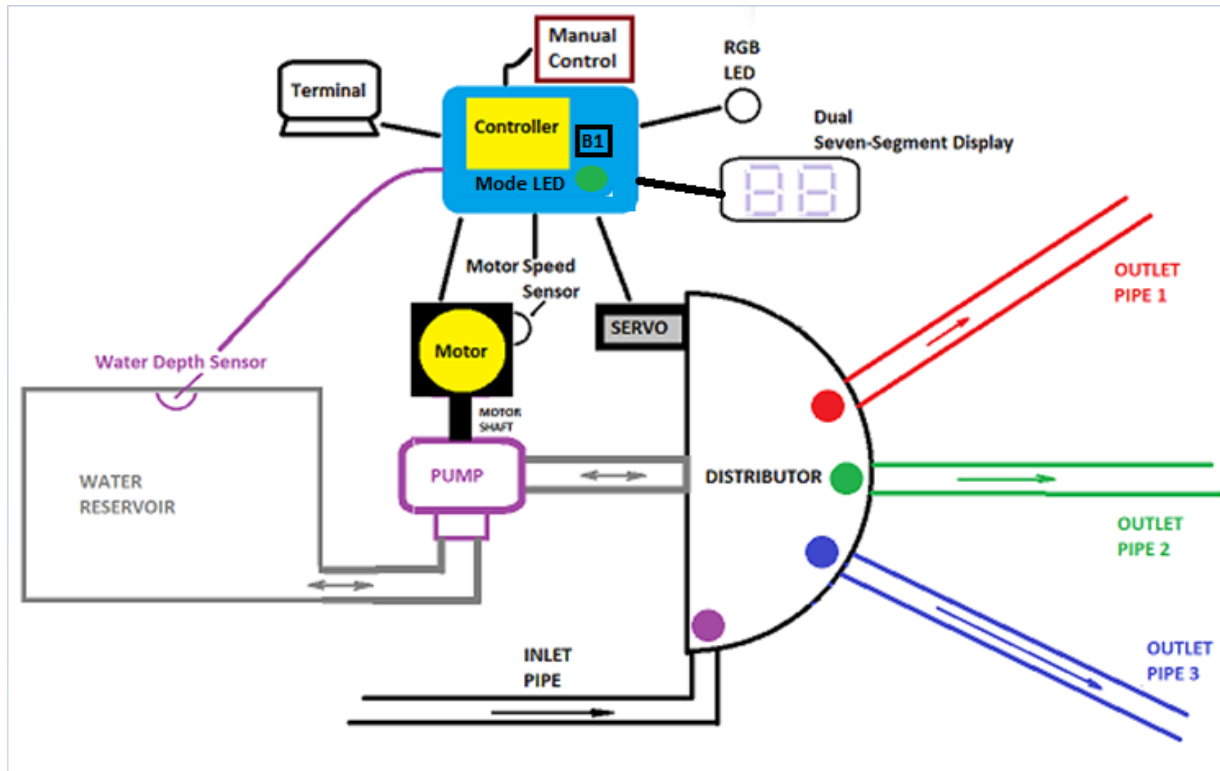 Manual
Control
RGB
LED
Terminal
Dual
Seven-Segment Display
Controller
B1
Mode LED
88
Motor Speed
Sensor
OUTLET
PIPE 1
SERVO
Motor
Water Depth Sensor
MOTOR
SHAFT
PUMP
DISTRIBUTOR
WATER
RESERVOIR
OUTLET
PIPE 2
INLET
PIPE
OUTLET
PIPE 3